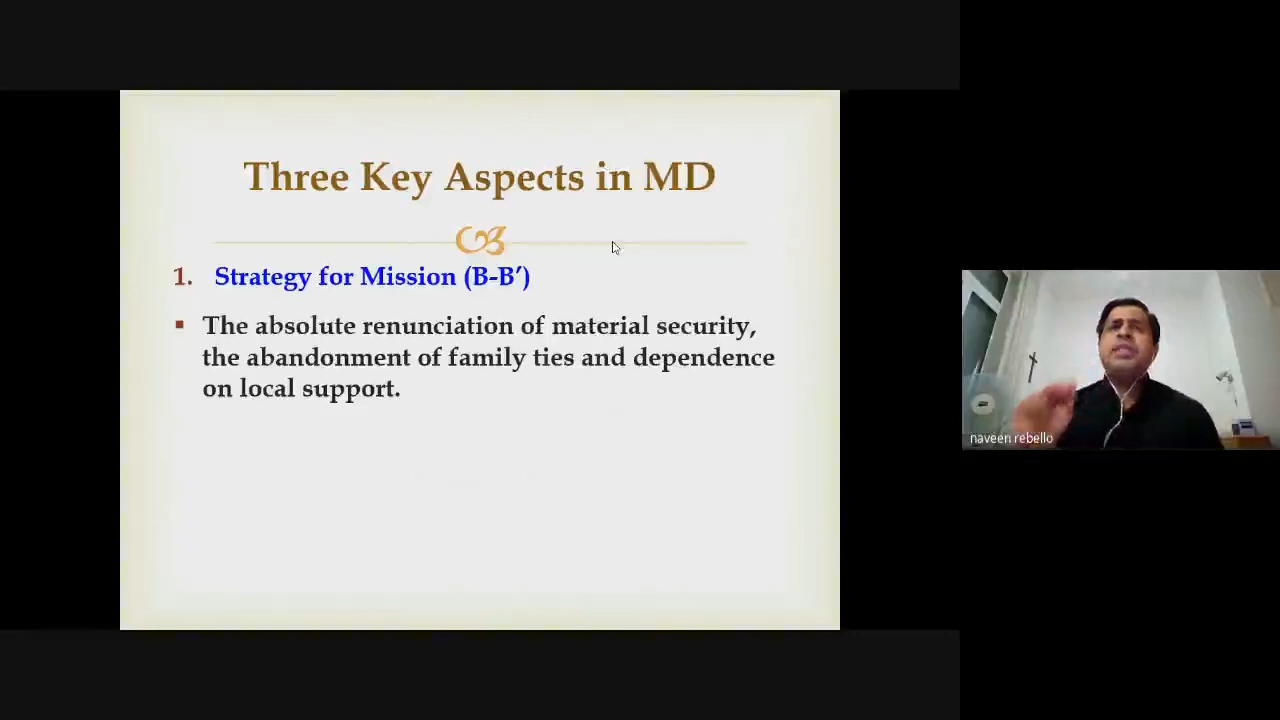 Three Key Aspects in MD
1. Strategy for Mission (B-B’)
▪ The absolute renunciation of material security,
the abandonment of family ties and dependence
on local support.
naveen rebello